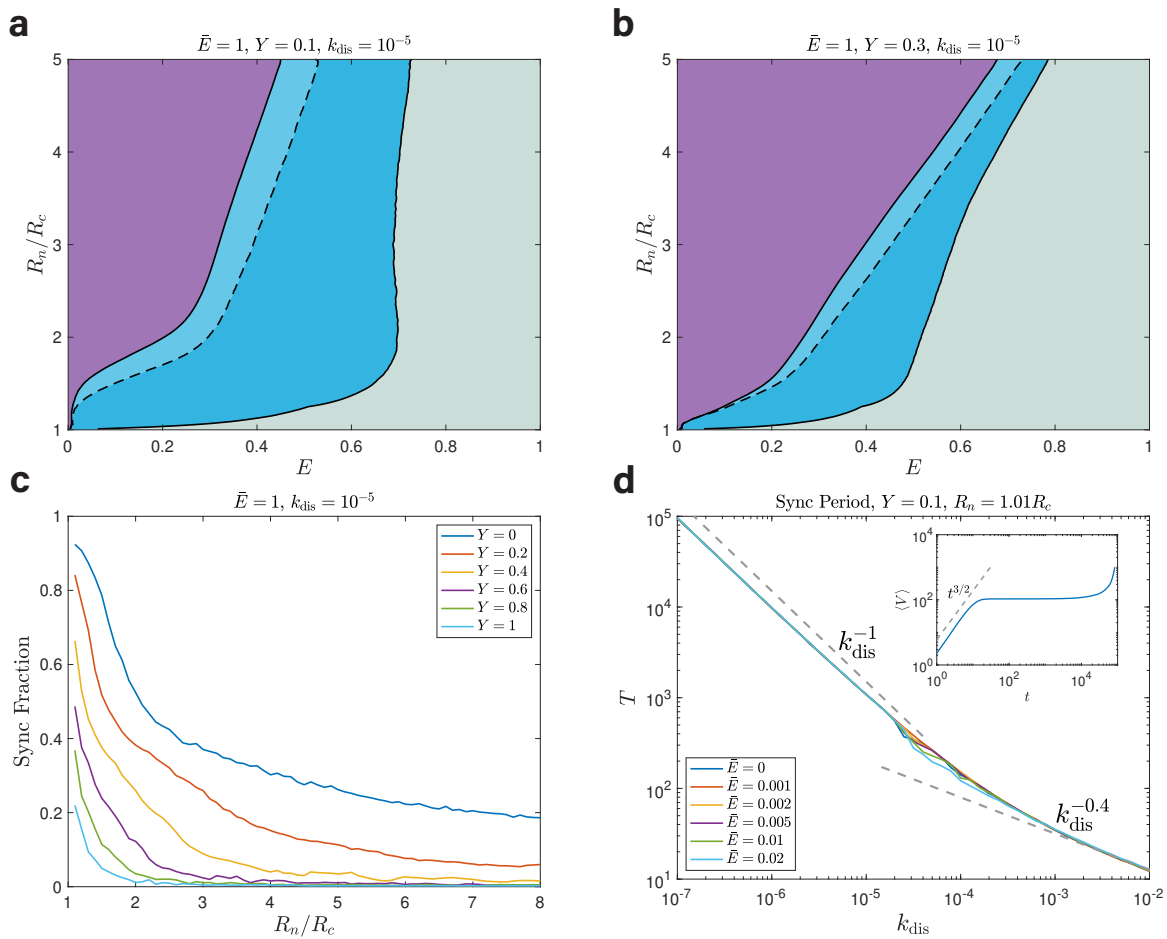 a
Ē = 1, Y = 0.1, k_dis = 10^-5
5
4
3
2
1
R_n/R_c
0 0.2 0.4 0.6 0.8 1
E
b
Ē = 1, Y = 0.3, k_dis = 10^-5
5
4
3
2
1
R_n/R_c
0 0.2 0.4 0.6 0.8 1
E
c
Ē = 1, k_dis = 10^-5
1
0.8
0.6
0.4
0.2
0
Sync Fraction
Y = 0
Y = 0.2
Y = 0.4
Y = 0.6
Y = 0.8
Y = 1
1 2 3 4 5 6 7 8
R_n/R_c
d
Sync Period, Y = 0.1, R_n = 1.01R_c
10^5
10^4
10^3
10^2
10^1
T
k_dis^-1
k_dis^-0.4
10^4
10^2
10^0
⟨V⟩
t^3/2
10^0 10^2 10^4
t
Ē = 0
Ē = 0.001
Ē = 0.002
Ē = 0.005
Ē = 0.01
Ē = 0.02
10^-7 10^-6 10^-5 10^-4 10^-3 10^-2
k_dis